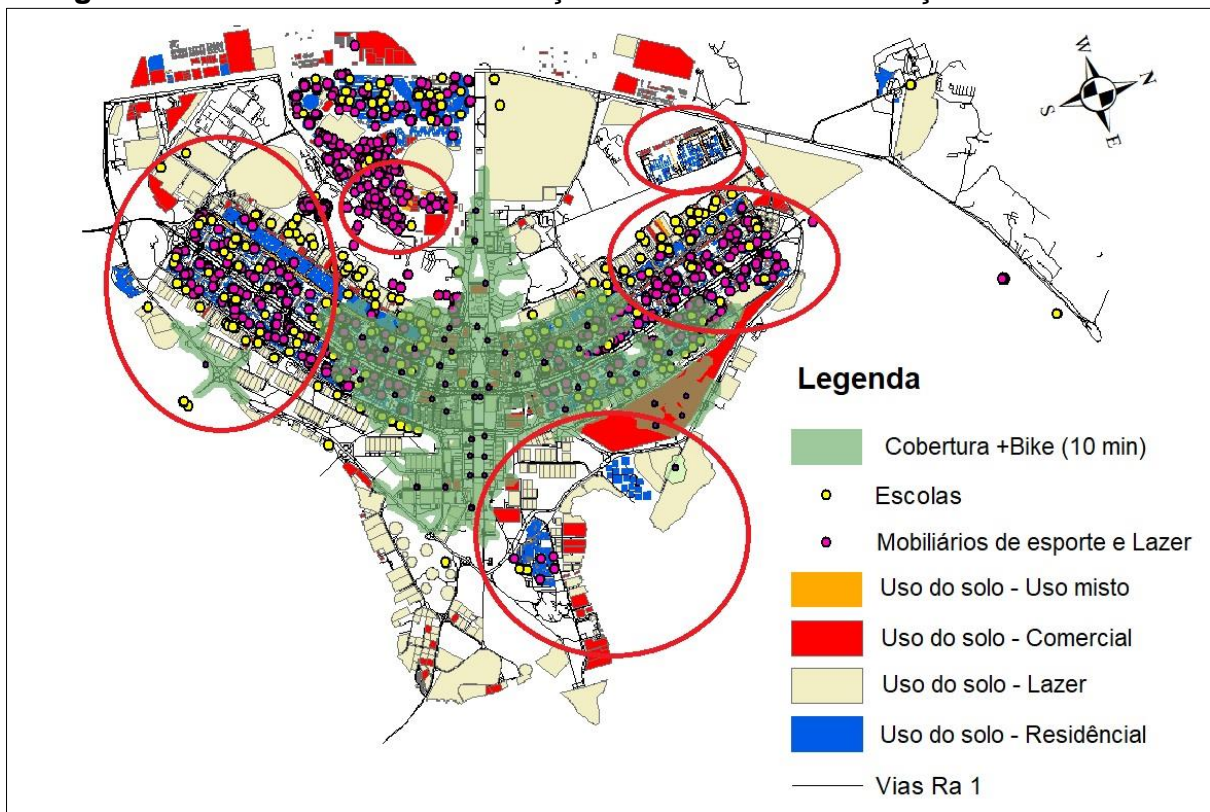 W
N
S
E
Legenda
Cobertura +Bike (10 min)
Escolas
Mobiliários de esporte e Lazer
Uso do solo - Uso misto
Uso do solo - Comercial
Uso do solo - Lazer
Uso do solo - Residêncial
Vias Ra 1